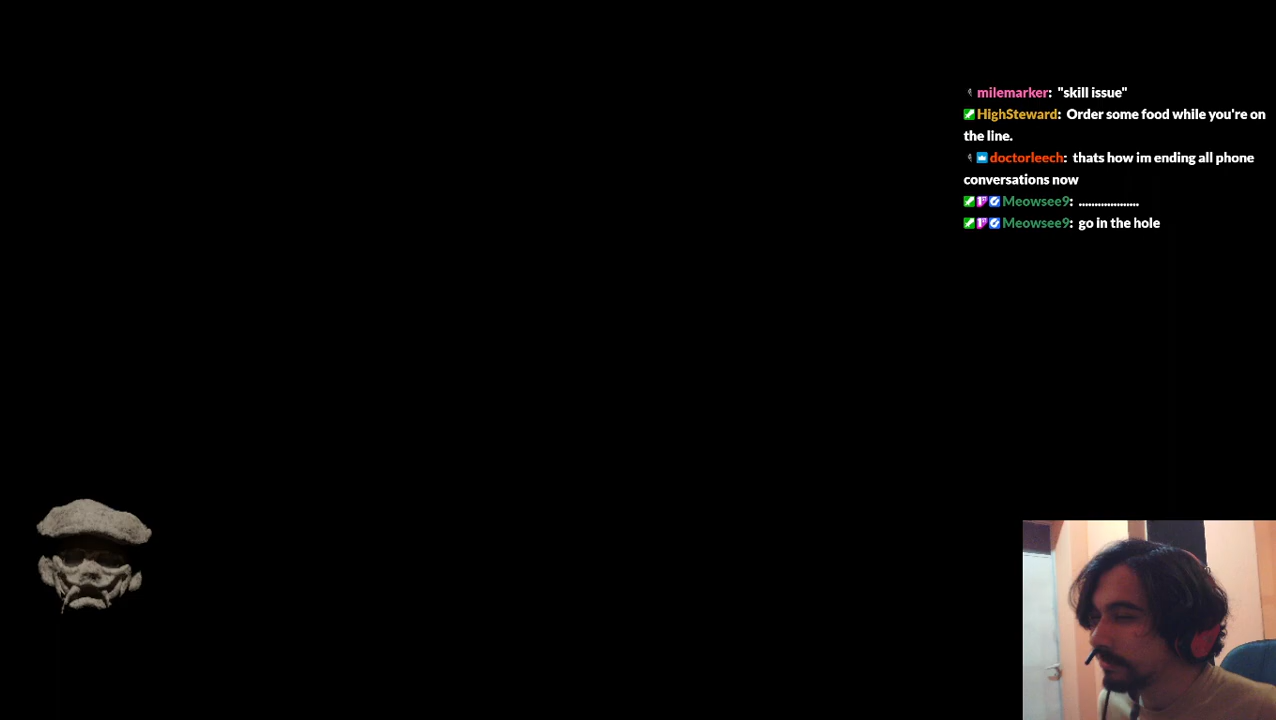 milemarker: "skill issue"
HighSteward: Order some food while you're on
the line.
doctorleech: thats how im ending all phone
conversations now
Meowsee9: ...................
Meowsee9: go in the hole